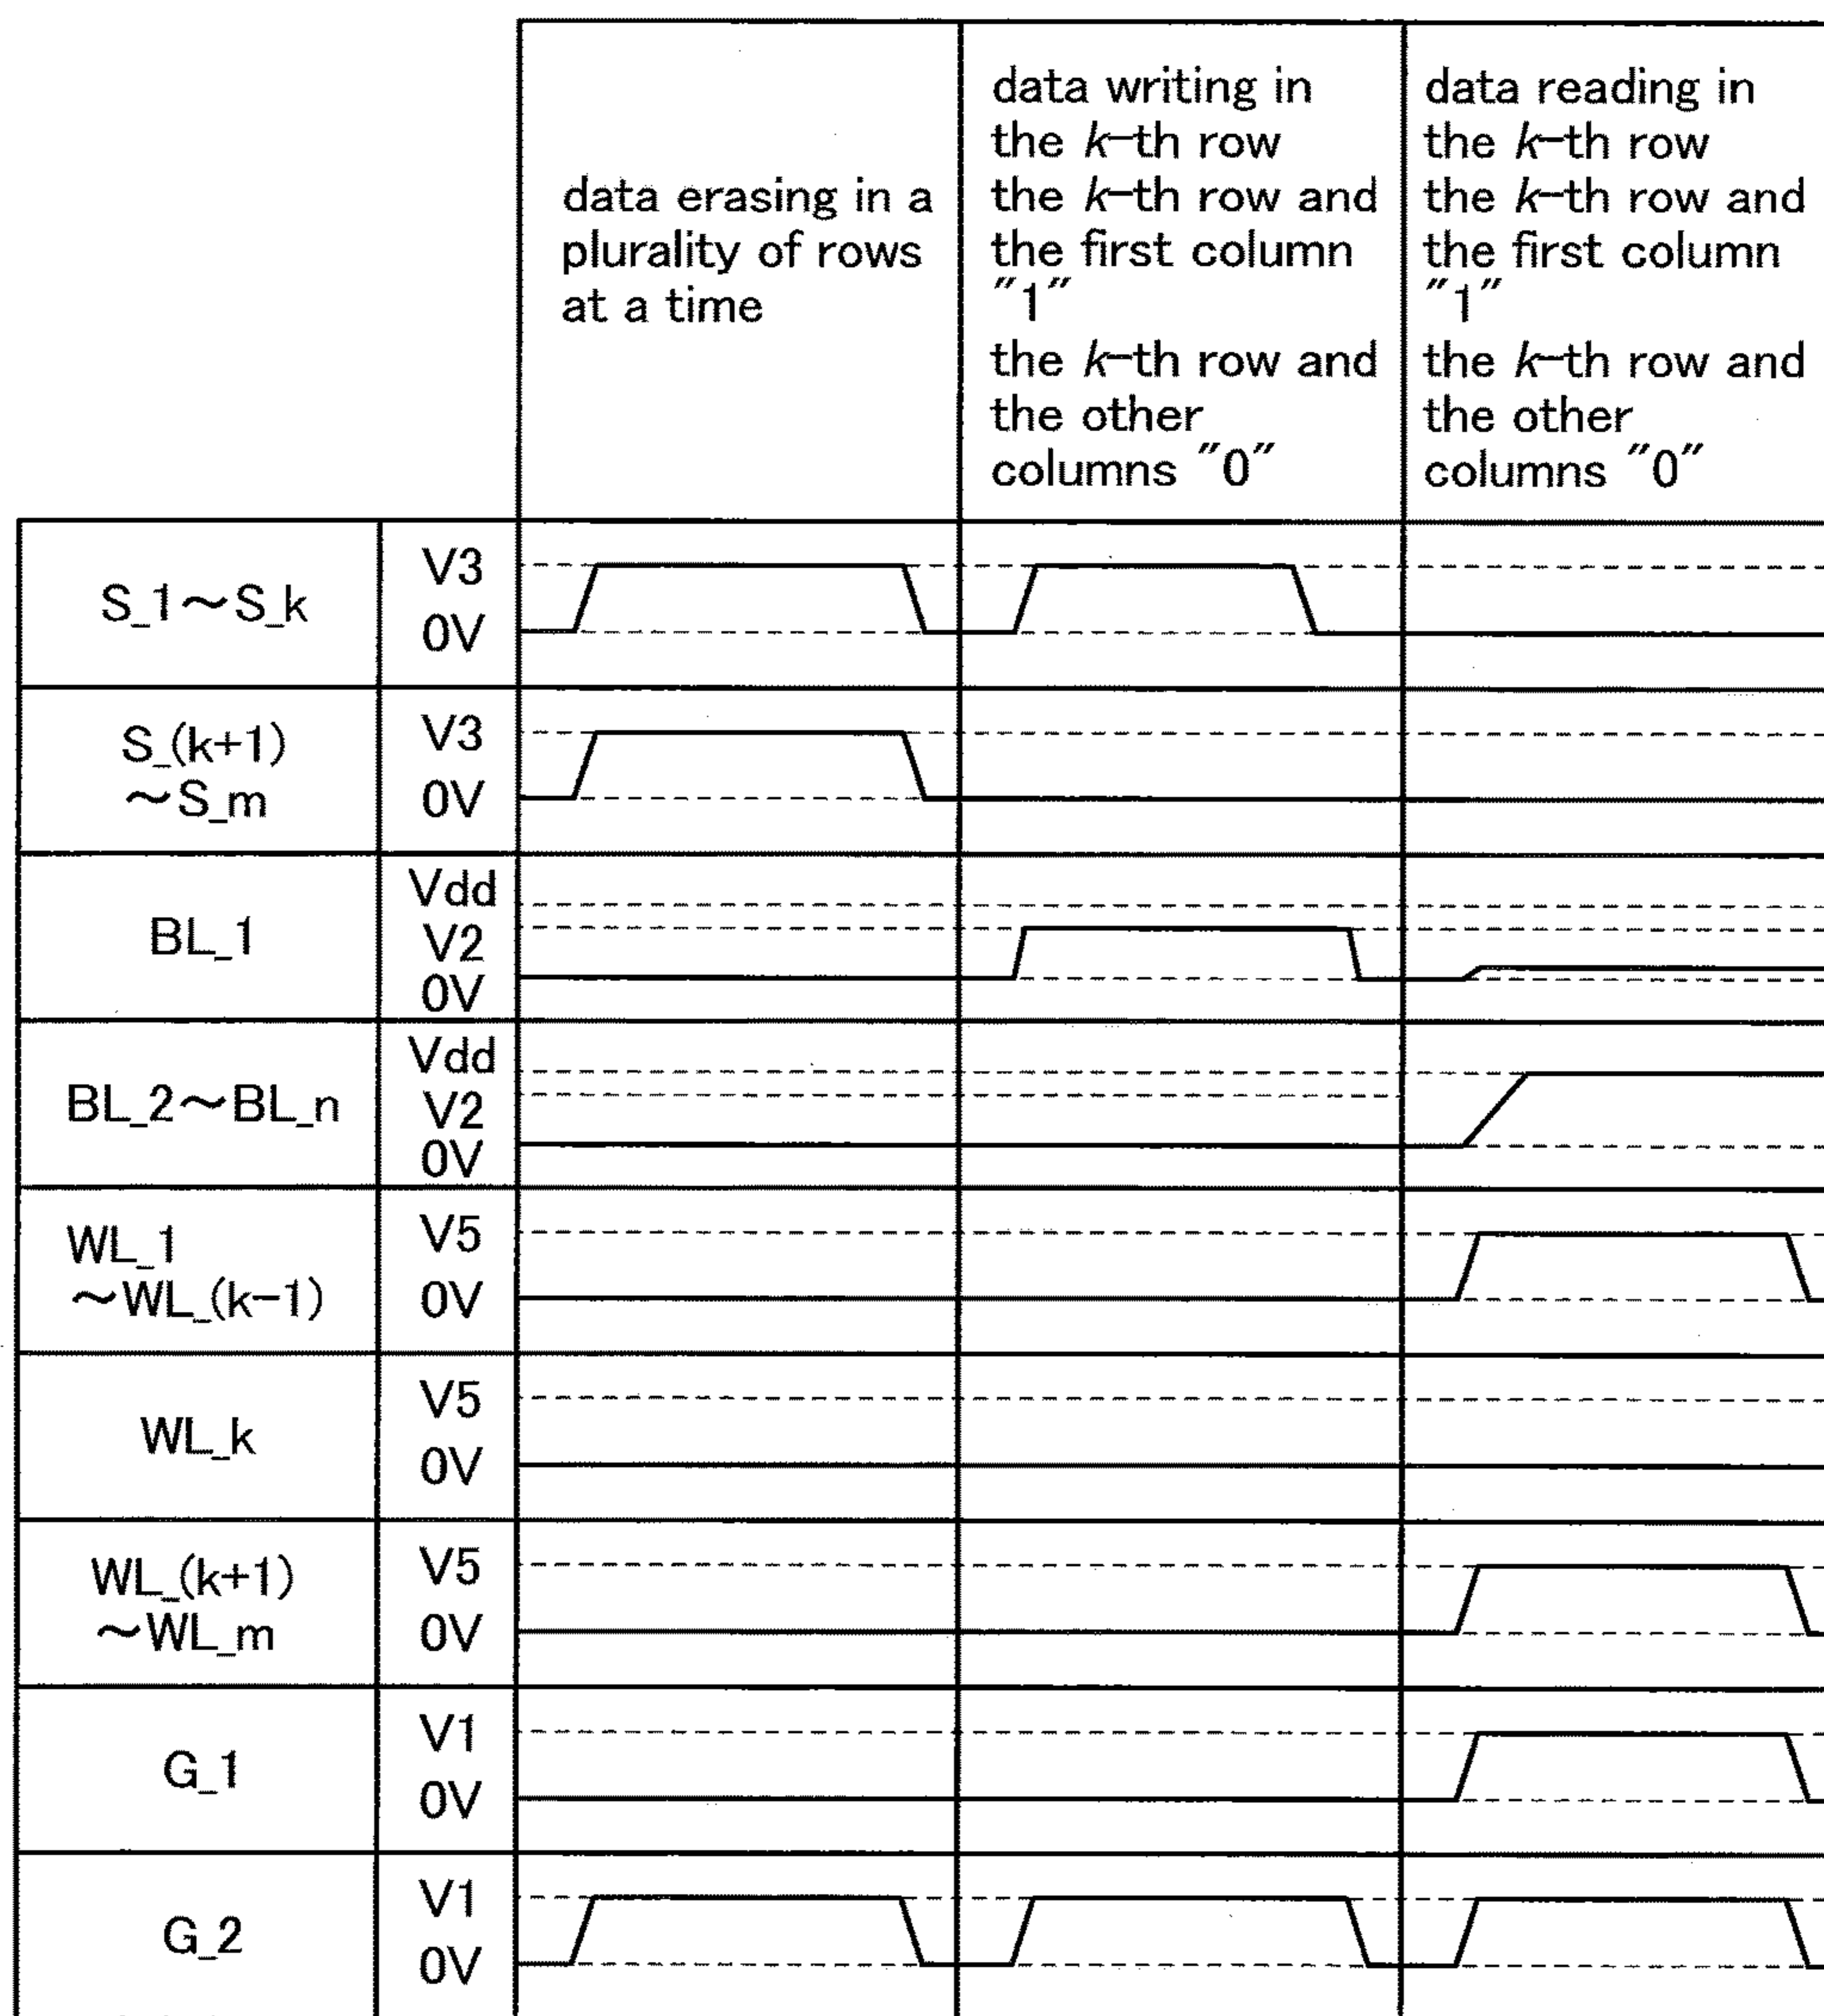 data erasing in a
plurality of rows
at a time
data writing in
the k-th row
the k-th row and
the first column
"1"
the k-th row and
the other
columns "0"
data reading in
the k-th row
the k-th row and
the first column
"1"
the k-th row and
the other
columns "0"
S_1～S_k
V3
0V
S_(k+1)
～S_m
V3
0V
BL_1
Vdd
V2
0V
BL_2～BL_n
Vdd
V2
0V
WL_1
～WL_(k-1)
V5
0V
WL_k
V5
0V
WL_(k+1)
～WL_m
V5
0V
G_1
V1
0V
G_2
V1
0V